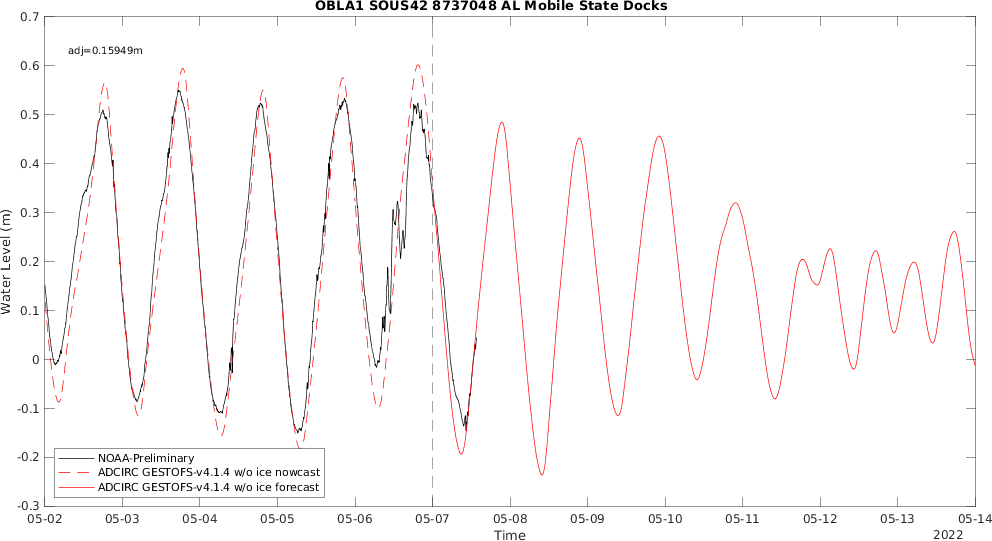 OBLA1 SOUS42 8737048 AL Mobile State Docks
0.7
adj=0.15949m
0.6
0.5
0.4
0.3
0.2
0.1
0
-0.1
-0.2
-0.3
Water Level (m)
NOAA-Preliminary
ADCIRC GESTOFS-v4.1.4 w/o ice nowcast
ADCIRC GESTOFS-v4.1.4 w/o ice forecast
05-02 05-03 05-04 05-05 05-06 05-07 05-08 05-09 05-10 05-11 05-12 05-13 05-14
Time
2022